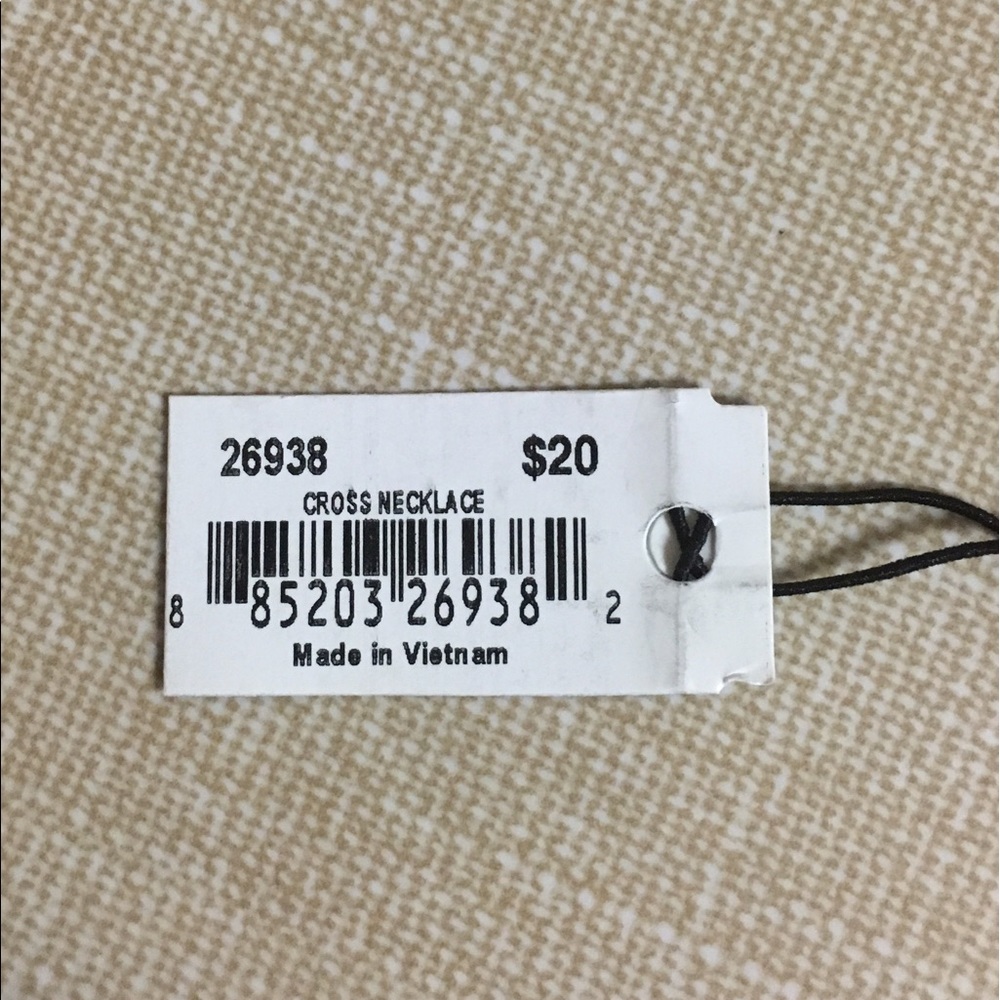 26938 $20
CROSS NECKLACE
8 85203 26938 2
Made in Vietnam